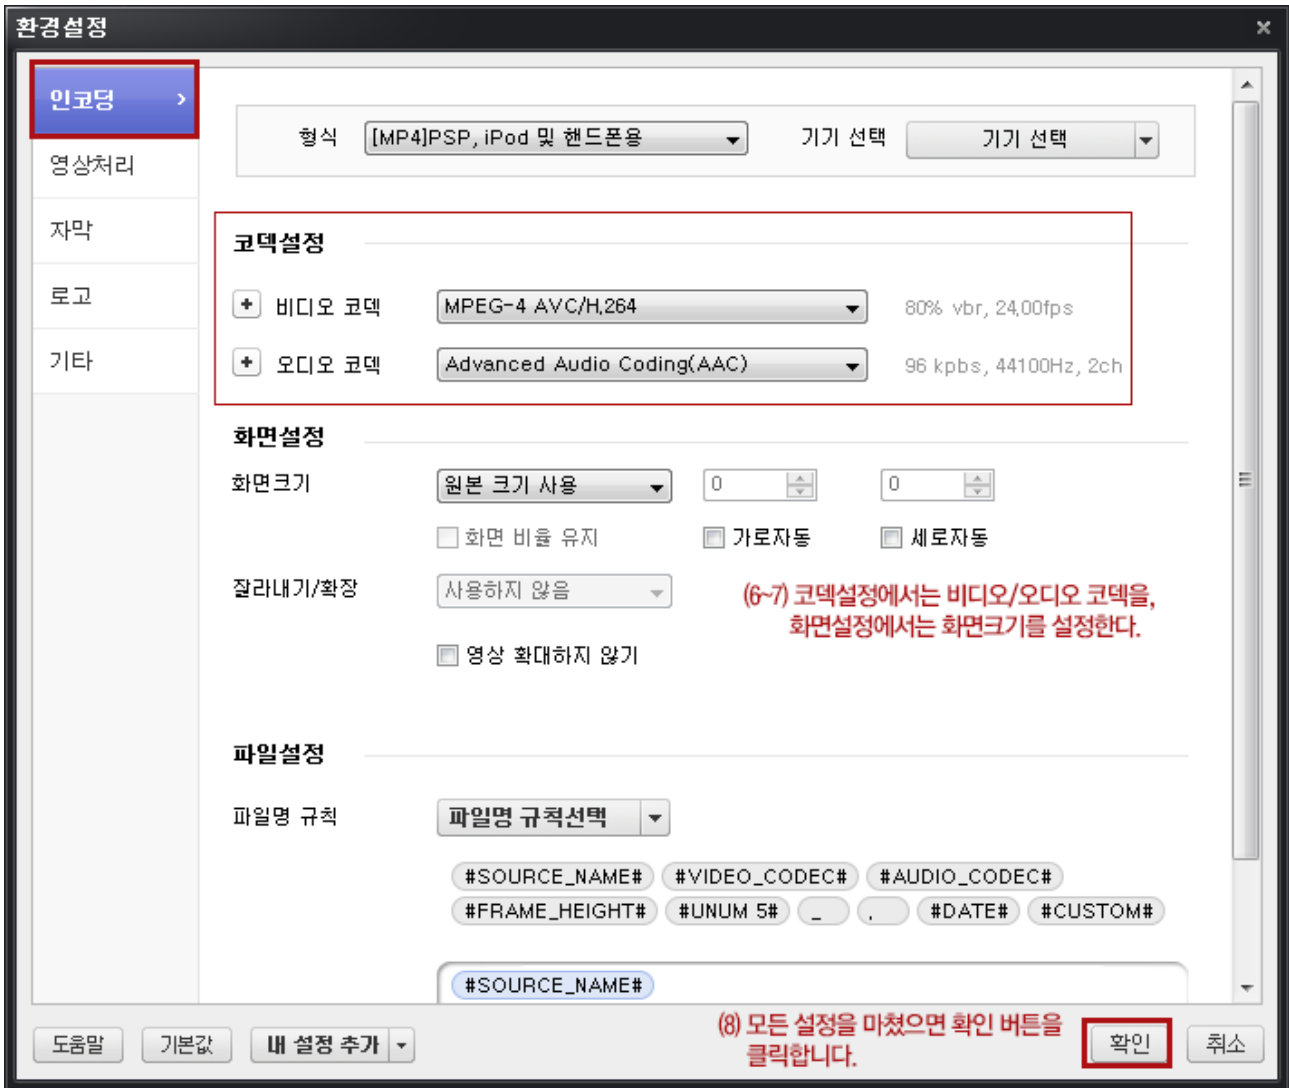 환경설정
인코딩
영상처리
자막
로고
기타
형식 [MP4]PSP, iPod 및 핸드폰용 기기 선택 기기 선택
코덱설정
비디오 코덱 MPEG-4 AVC/H,264 80% vbr, 24,00fps
오디오 코덱 Advanced Audio Coding(AAC) 96 kpbs, 44100Hz, 2ch
화면설정
화면크기 원본 크기 사용 0 0
화면 비율 유지 가로자동 세로자동
잘라내기/확장 사용하지 않음
(6~7) 코덱설정에서는 비디오/오디오 코덱을,
화면설정에서는 화면크기를 설정한다.
영상 확대하지 않기
파일설정
파일명 규칙 파일명 규칙선택
#SOURCE_NAME# #VIDEO_CODEC# #AUDIO_CODEC#
#FRAME_HEIGHT# #UNUM 5# _ . #DATE# #CUSTOM#
#SOURCE_NAME#
(8) 모든 설정을 마쳤으면 확인 버튼을
클릭합니다.
도움말 기본값 내 설정 추가 확인 취소